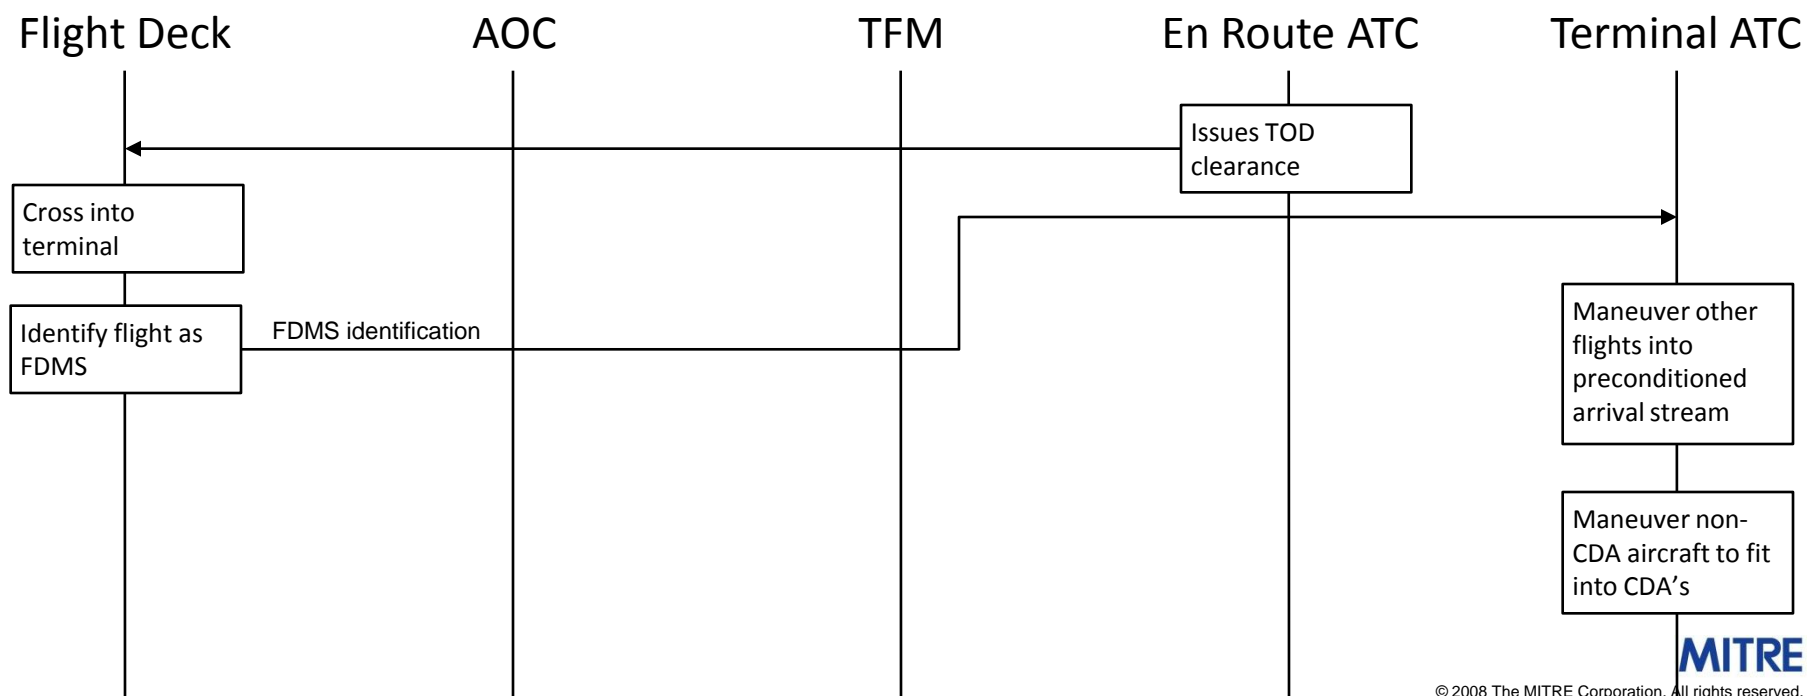 Flight Deck
AOC
TFM
En Route ATC
Terminal ATC
Issues TOD
clearance
Cross into
terminal
Identify flight as
FDMS
FDMS identification
Maneuver other
flights into
preconditioned
arrival stream
Maneuver non-
CDA aircraft to fit
into CDA’s
MITRE
© 2008 The MITRE Corporation. All rights reserved.